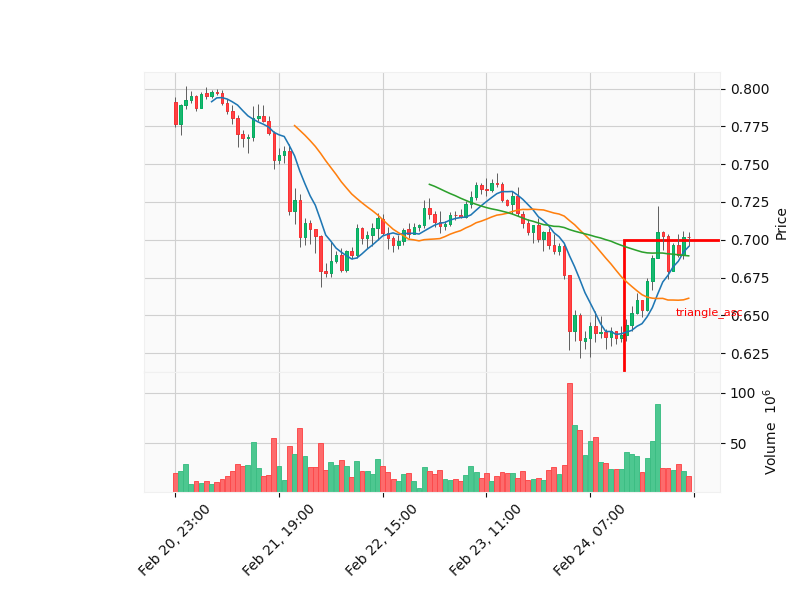 0.800
0.775
0.750
0.725
0.700
0.675
0.650
0.625
Price
triangle_asc
100
50
Volume 10^6
Feb 20, 23:00
Feb 21, 19:00
Feb 22, 15:00
Feb 23, 11:00
Feb 24, 07:00